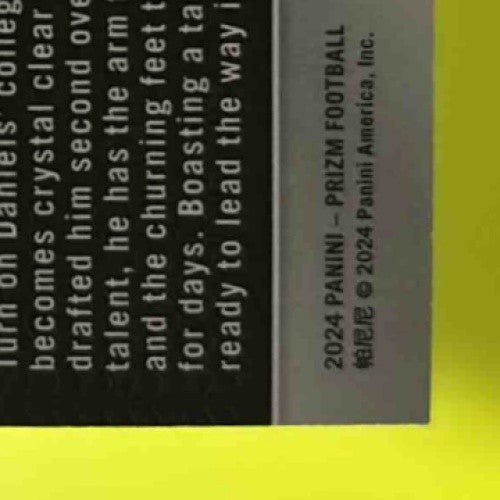 Turn on Daniels' colleg
becomes crystal clear
drafted him second ove
talent, he has the arm
and the churning feet t
for days. Boasting a ta
ready to lead the way i
2024 PANINI – PRIZM FOOTBALL
帕尼尼 © 2024 Panini America, Inc.